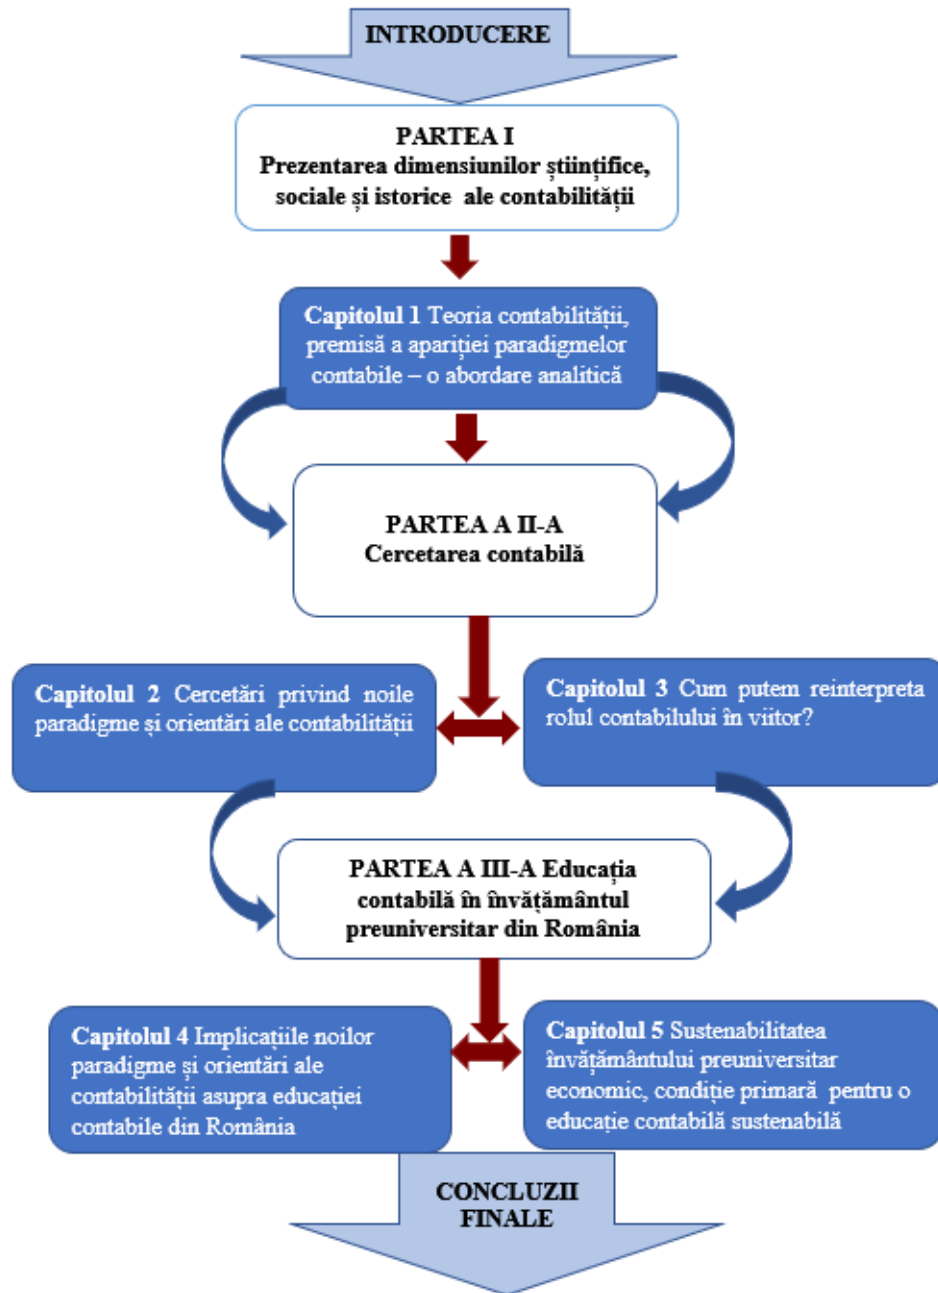 INTRODUCERE
PARTEA I
Prezentarea dimensiunilor științifice,
sociale și istorice ale contabilității
Capitolul 1 Teoria contabilității,
premisă a apariției paradigmelor
contabile – o abordare analitică
PARTEA A II-A
Cercetarea contabilă
Capitolul 2 Cercetări privind noile
paradigme și orientări ale contabilității
Capitolul 3 Cum putem reinterpreta
rolul contabilului în viitor?
PARTEA A III-A Educația
contabilă în învățământul
preuniversitar din România
Capitolul 4 Implicațiile noilor
paradigme și orientări ale
contabilității asupra educației
contabile din România
Capitolul 5 Sustenabilitatea
învățământului preuniversitar
economic, condiție primară pentru o
educație contabilă sustenabilă
CONCLUZII
FINALE